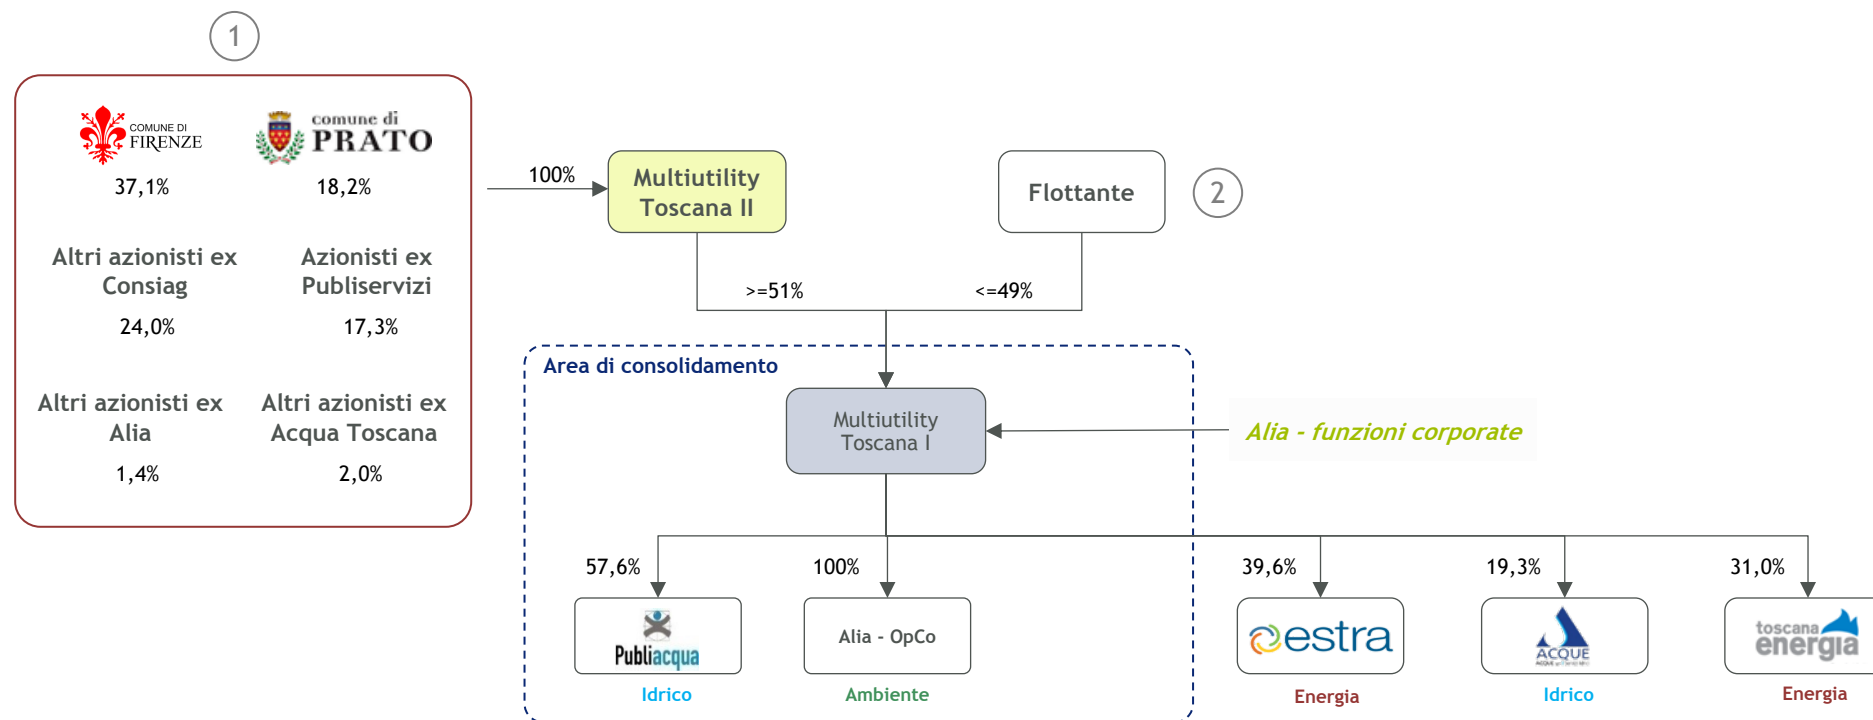 1
COMUNE DI
FIRENZE
comune di
PRATO
37,1%
18,2%
Altri azionisti ex
Consiag
24,0%
Azionisti ex
Publiservizi
17,3%
Altri azionisti ex
Alia
1,4%
Altri azionisti ex
Acqua Toscana
2,0%
100%
Multiutility
Toscana II
Flottante
2
>=51%
<=49%
Area di consolidamento
Multiutility
Toscana I
Alia - funzioni corporate
57,6%
100%
39,6%
19,3%
31,0%
Publiacqua
Alia - OpCo
estra
ACQUE
toscana
energia
Idrico
Ambiente
Energia
Idrico
Energia